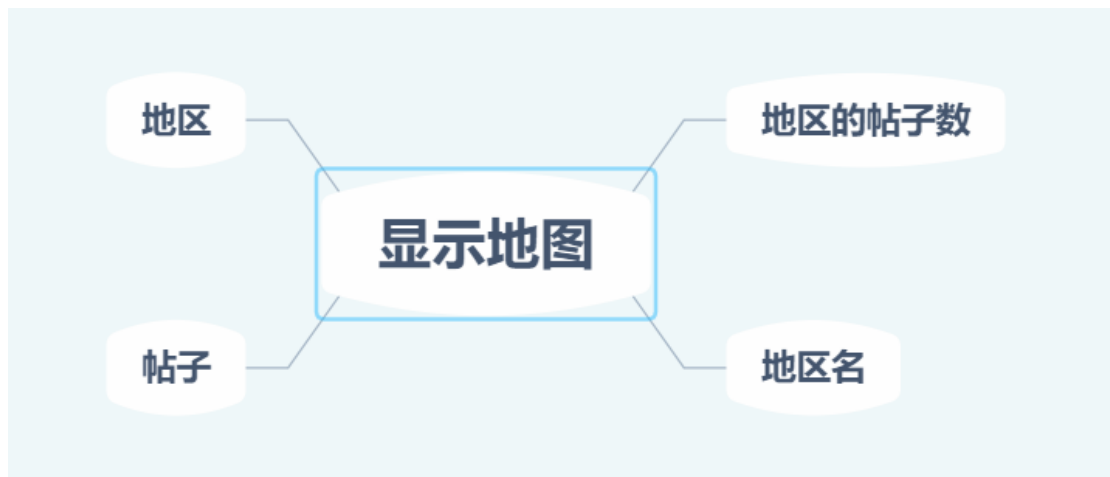 地区
地区的帖子数
显示地图
帖子
地区名